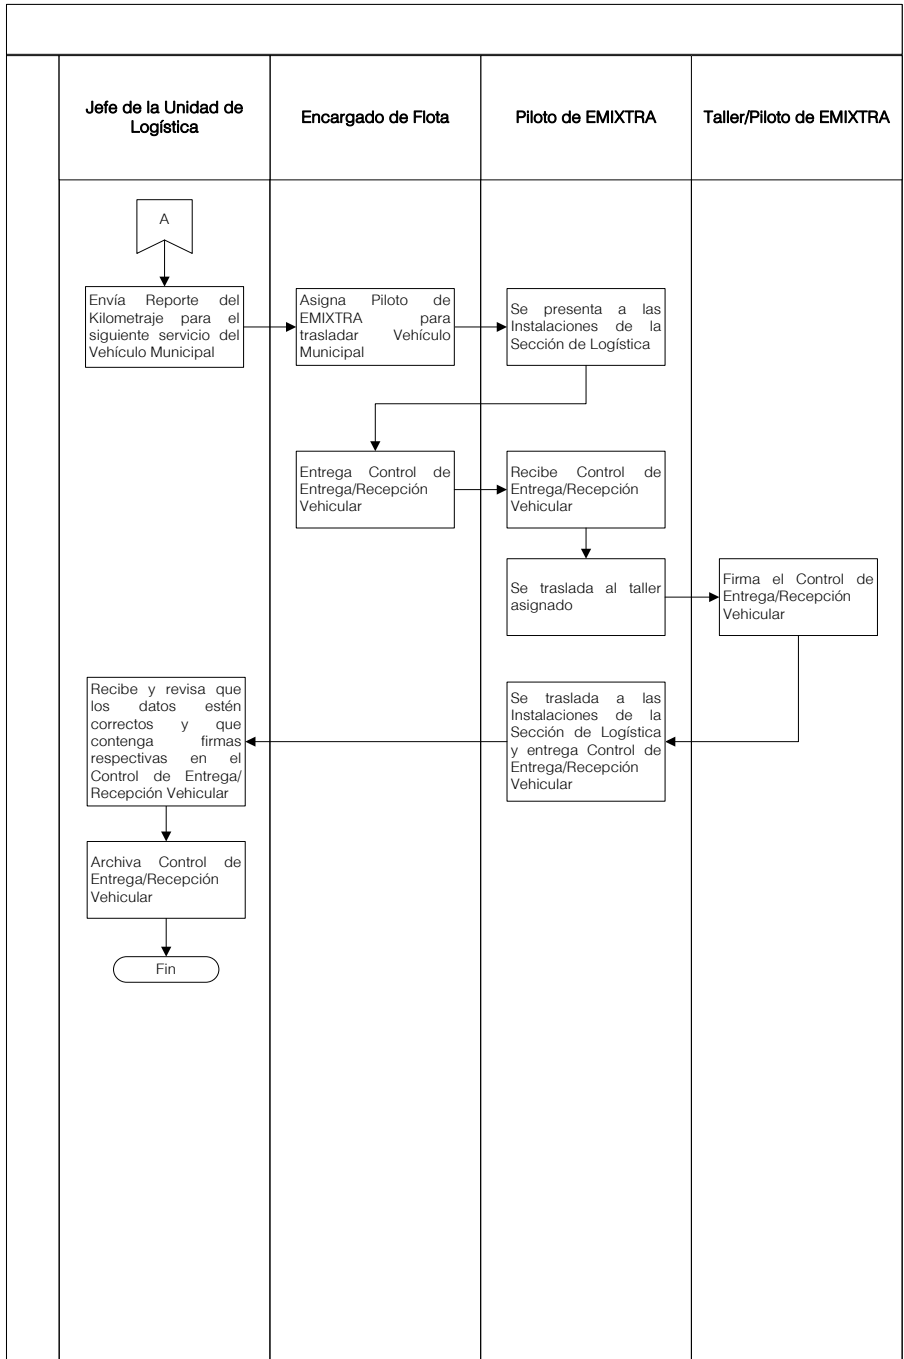 Jefe de la Unidad de
Logística
Encargado de Flota
Piloto de EMIXTRA
Taller/Piloto de EMIXTRA
A
Envía Reporte del
Kilometraje para el
siguiente servicio del
Vehículo Municipal
Asigna Piloto de
EMIXTRA para
trasladar Vehículo
Municipal
Se presenta a las
Instalaciones de la
Sección de Logística
Entrega Control de
Entrega/Recepción
Vehicular
Recibe Control de
Entrega/Recepción
Vehicular
Se traslada al taller
asignado
Firma el Control de
Entrega/Recepción
Vehicular
Recibe y revisa que
los datos estén
correctos y que
contenga firmas
respectivas en el
Control de Entrega/
Recepción Vehicular
Se traslada a las
Instalaciones de la
Sección de Logística
y entrega Control de
Entrega/Recepción
Vehicular
Archiva Control de
Entrega/Recepción
Vehicular
Fin